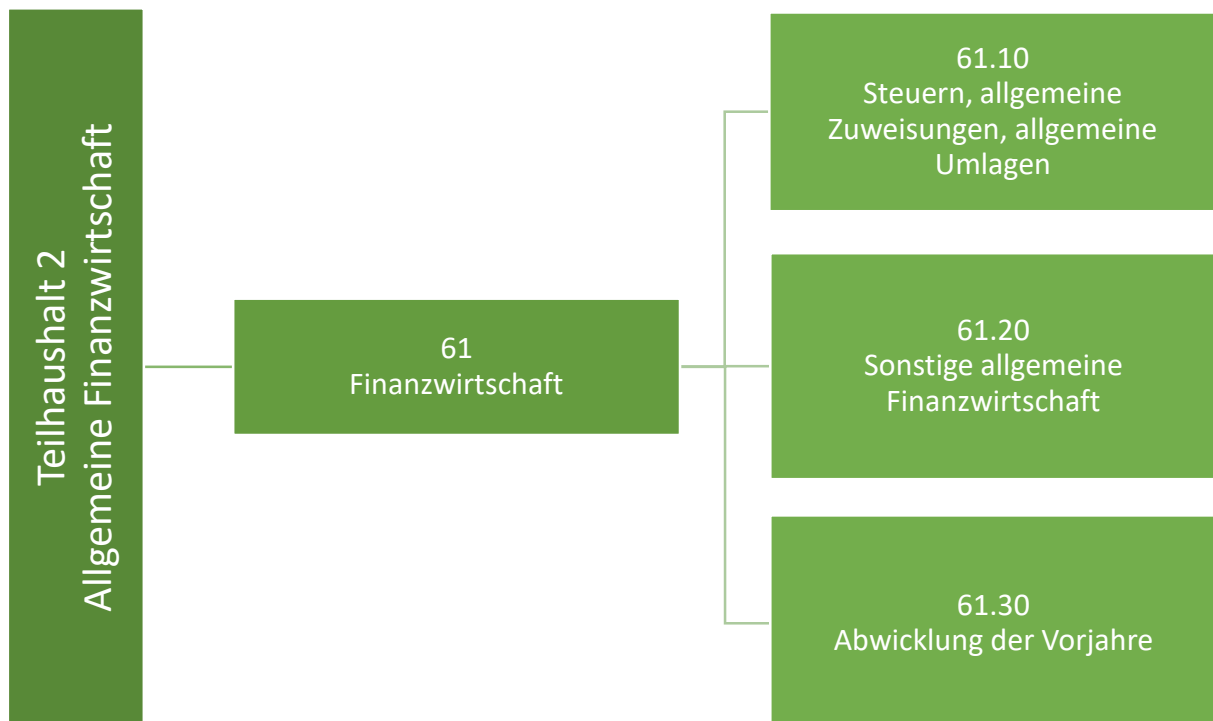 Teilhaushalt 2
Allgemeine Finanzwirtschaft
61
Finanzwirtschaft
61.10
Steuern, allgemeine
Zuweisungen, allgemeine
Umlagen
61.20
Sonstige allgemeine
Finanzwirtschaft
61.30
Abwicklung der Vorjahre